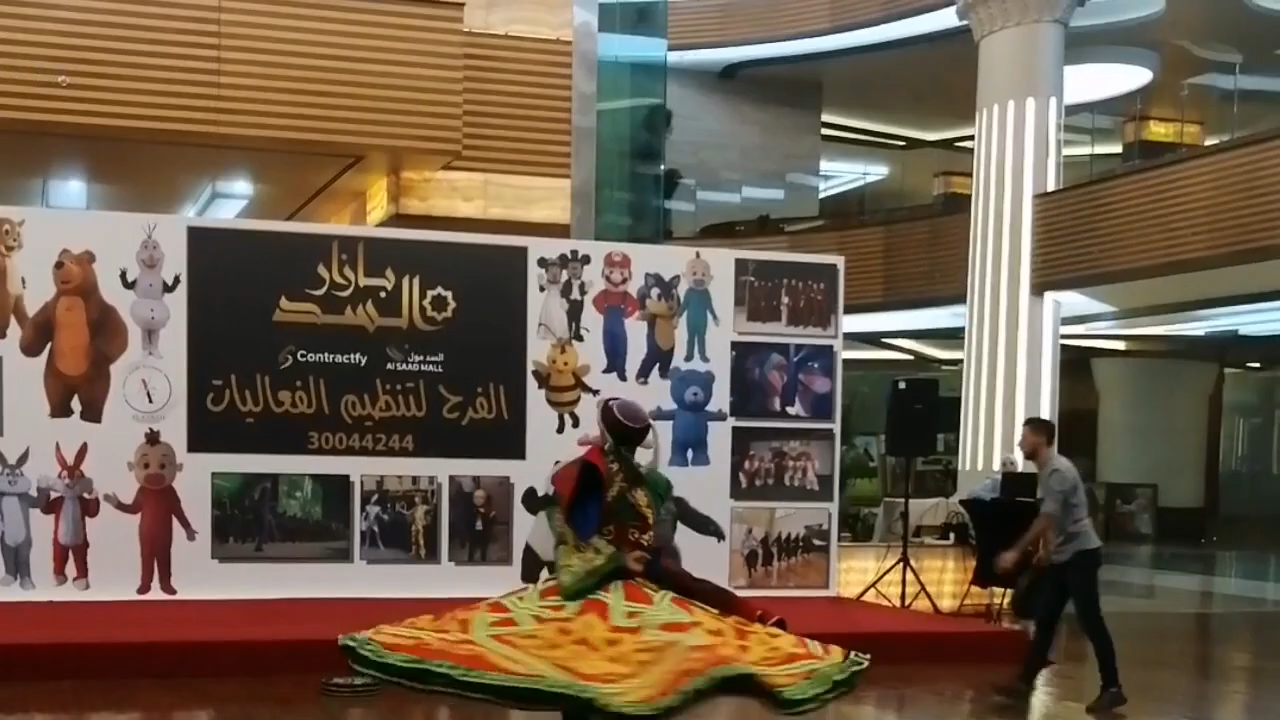 بازار
السد
Contractfy
السد مول
Al SAAD MALL
الفرح لتنظيم الفعاليات
30044244